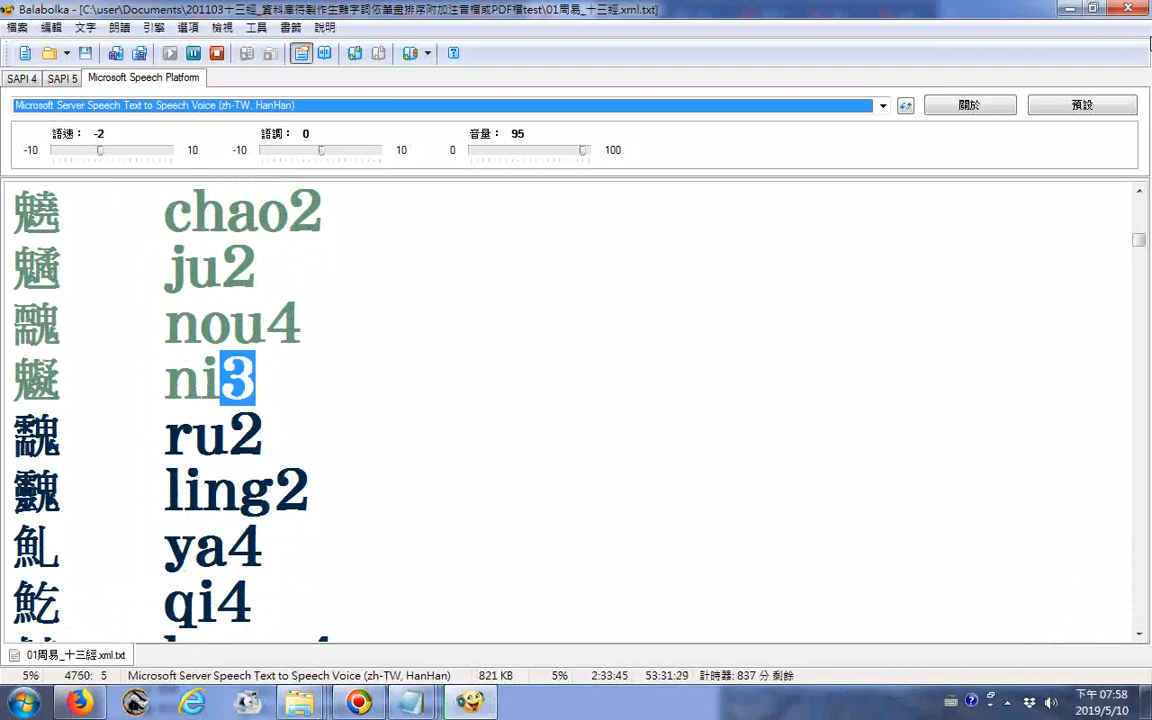 Balabolka - [C:\user\Documents\201103十三經_資料庫待製作生難字詞依筆畫排序附加注音檔或PDF檔test\01周易_十三經.xml.txt]
檔案 編輯 文字 朗讀 引擎 選項 檢視 工具 書籤 說明
SAPI 4 SAPI 5 Microsoft Speech Platform
Microsoft Server Speech Text to Speech Voice (zh-TW, HanHan) 關於 預設
語速： -2 語調： 0 音量： 95
-10 10 -10 10 0 100
魌 chao2
ju2
nou4
ni3
ru2
ling2
ya4
qi4
01周易_十三經.xml.txt
5% 4760: 5 Microsoft Server Speech Text to Speech Voice (zh-TW, HanHan) 821 KB 5% 2:33:45 53:31:29 計時器: 837 分 剩餘
下午 07:58
2019/5/10